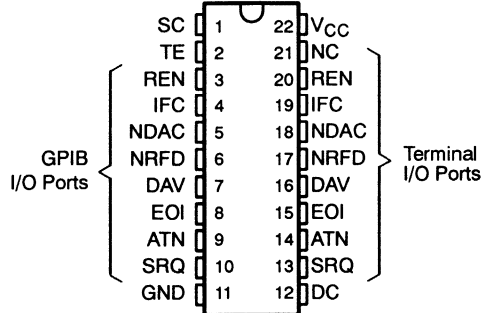 SC 1 22 VCC
TE 2 21 NC
REN 3 20 REN
IFC 4 19 IFC
NDAC 5 18 NDAC
GPIB I/O Ports
NRFD 6 17 NRFD
Terminal I/O Ports
DAV 7 16 DAV
EOI 8 15 EOI
ATN 9 14 ATN
SRQ 10 13 SRQ
GND 11 12 DC